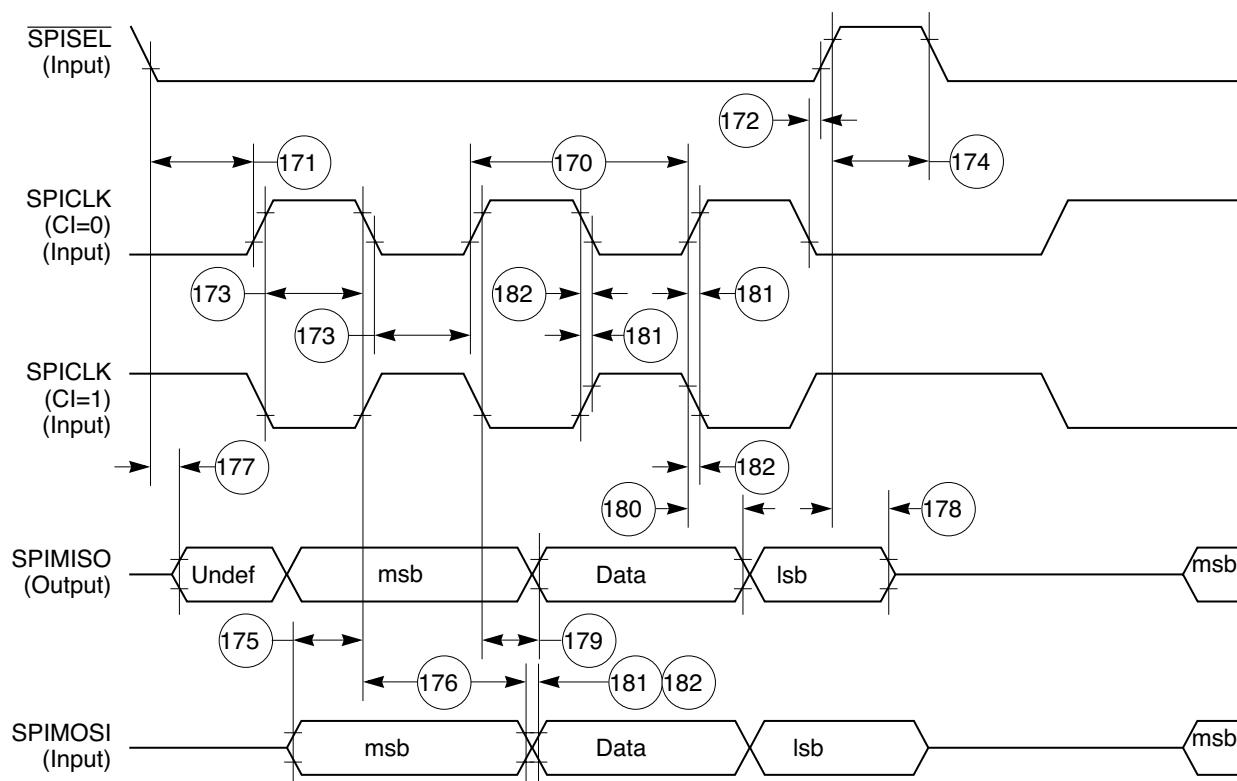 SPISEL
(Input)
172
171
170
174
SPICLK
(CI=0)
(Input)
173
182
181
173
181
SPICLK
(CI=1)
(Input)
177
182
180
178
SPIMISO
(Output)
Undef
msb
Data
lsb
msb
175
179
176
181
182
SPIMOSI
(Input)
msb
Data
lsb
msb